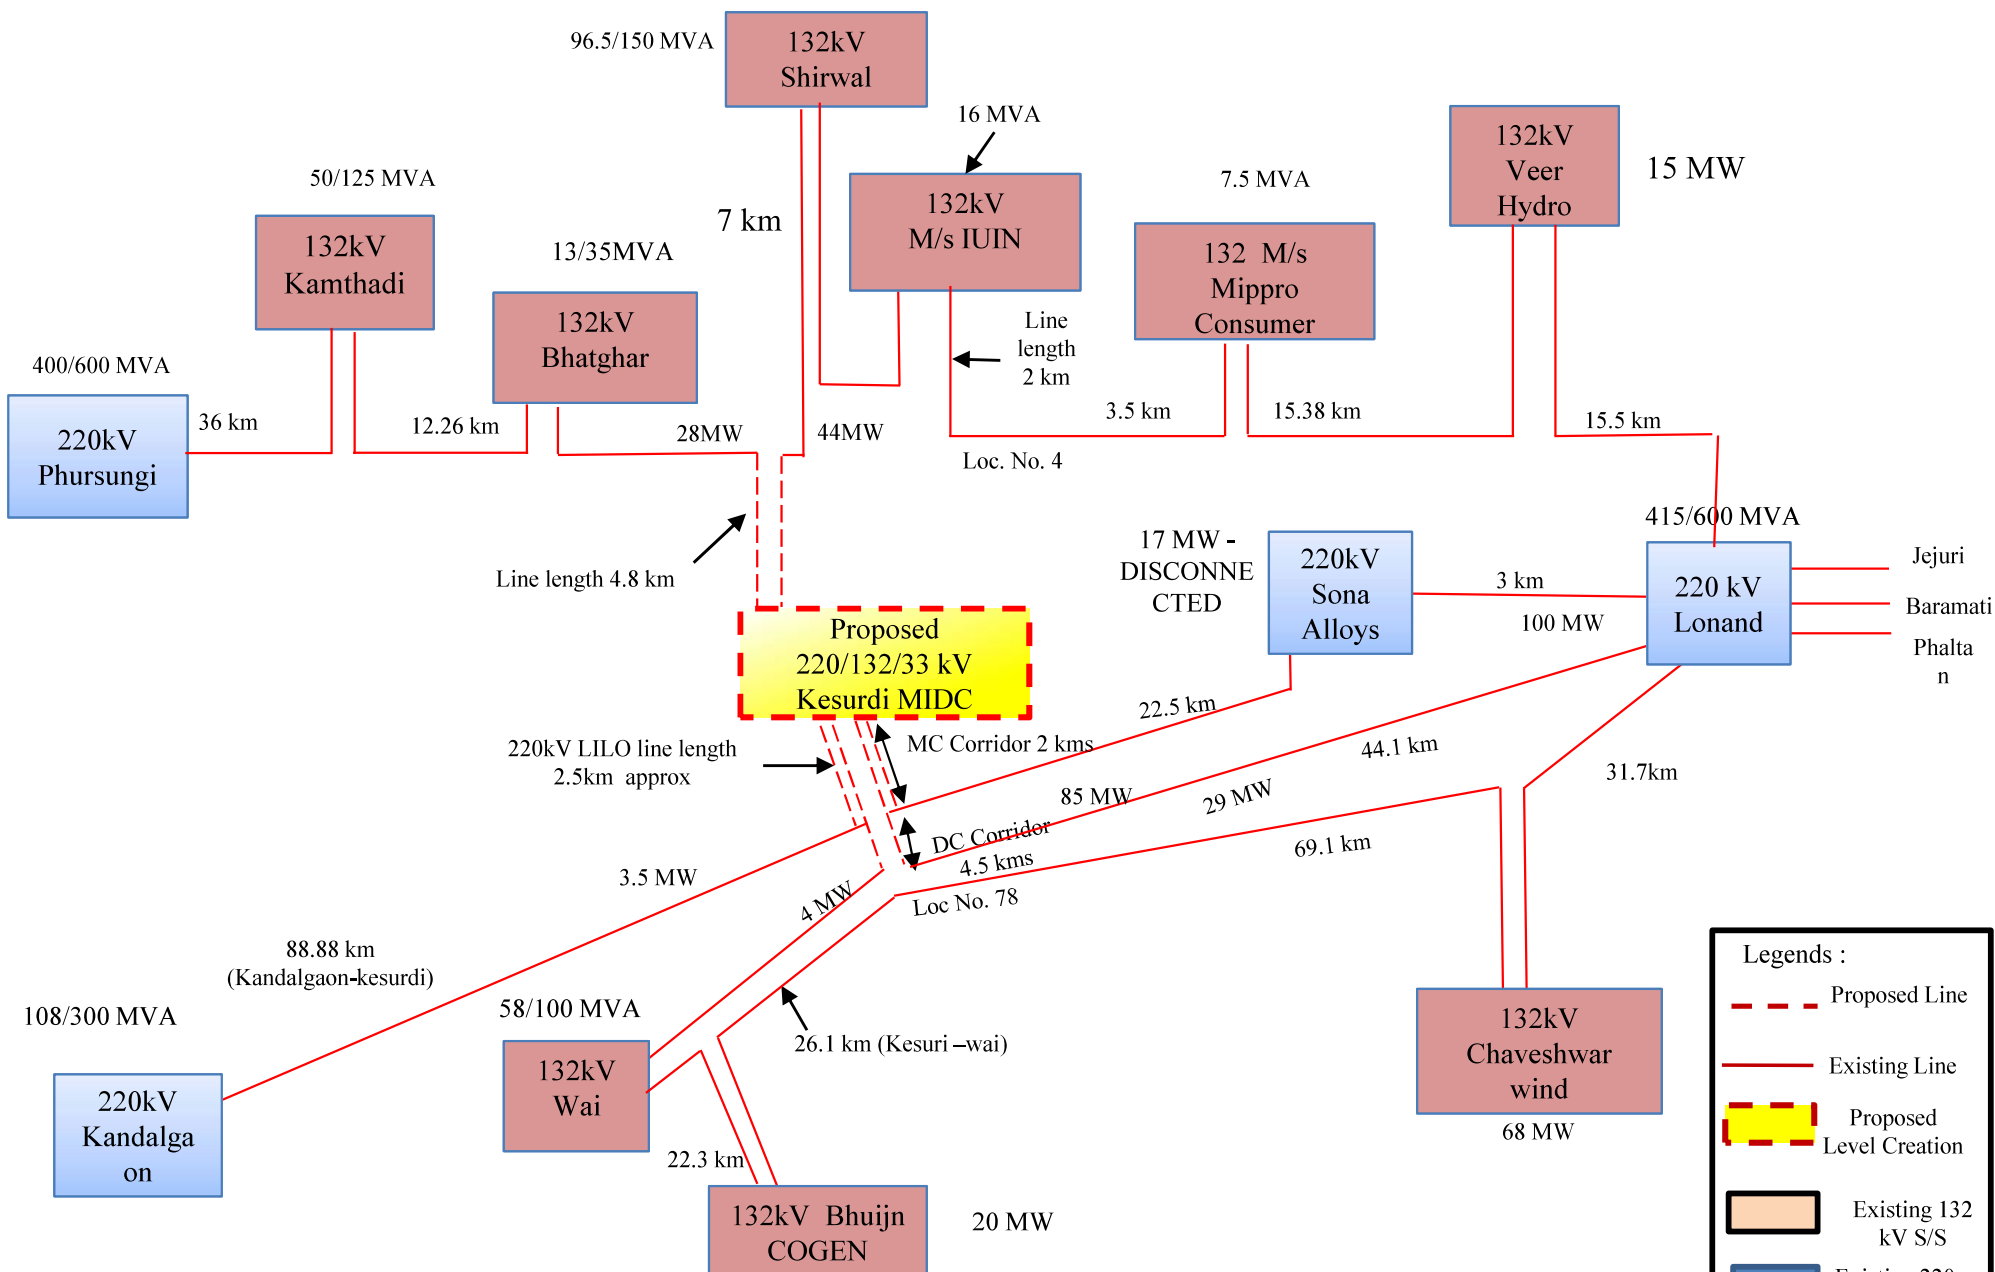 96.5/150 MVA
132kV
Shirwal
16 MVA
132kV
Veer
Hydro
15 MW
50/125 MVA
132kV
Kamthadi
7 km
132kV
M/s IUIN
7.5 MVA
132 M/s
Mippro
Consumer
13/35MVA
132kV
Bhatghar
Line
length
2 km
400/600 MVA
220kV
Phursungi
36 km
12.26 km
28MW
44MW
3.5 km
15.38 km
15.5 km
Loc. No. 4
Line length 4.8 km
17 MW -
DISCONNE
CTED
220kV
Sona
Alloys
3 km
100 MW
415/600 MVA
220 kV
Lonand
Jejuri
Baramati
Phalta
n
Proposed
220/132/33 kV
Kesurdi MIDC
220kV LILO line length
2.5km approx
MC Corridor 2 kms
22.5 km
44.1 km
31.7km
85 MW
29 MW
DC Corridor
4.5 kms
69.1 km
Loc No. 78
3.5 MW
4 MW
88.88 km
(Kandalgaon-kesurdi)
108/300 MVA
220kV
Kandalga
on
58/100 MVA
132kV
Wai
26.1 km (Kesuri –wai)
22.3 km
132kV Bhuijn
COGEN
20 MW
132kV
Chaveshwar
wind
68 MW
Legends :
Proposed Line
Existing Line
Proposed
Level Creation
Existing 132
kV S/S
Existing 220